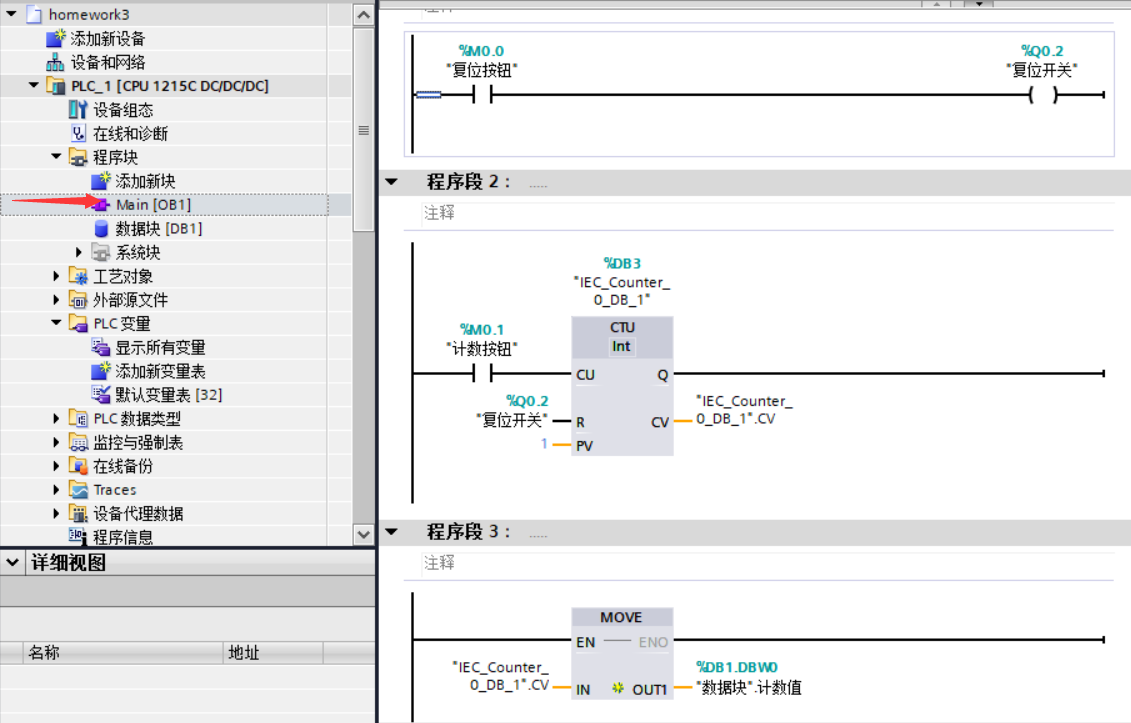 homework3
添加新设备
设备和网络
PLC_1 [CPU 1215C DC/DC/DC]
设备组态
在线和诊断
程序块
添加新块
Main [OB1]
数据块 [DB1]
系统块
工艺对象
外部源文件
PLC 变量
显示所有变量
添加新变量表
默认变量表 [32]
PLC 数据类型
监控与强制表
在线备份
Traces
设备代理数据
程序信息
详细视图
名称
地址
%M0.0
"复位按钮"
%Q0.2
"复位开关"
程序段 2： .....
注释
%DB3
"IEC_Counter_
0_DB_1"
CTU
Int
%M0.1
"计数按钮"
CU
Q
%Q0.2
"复位开关"
R
CV
"IEC_Counter_
0_DB_1".CV
1
PV
程序段 3： .....
注释
MOVE
EN
ENO
"IEC_Counter_
0_DB_1".CV
IN
OUT1
%DB1.DBW0
"数据块".计数值